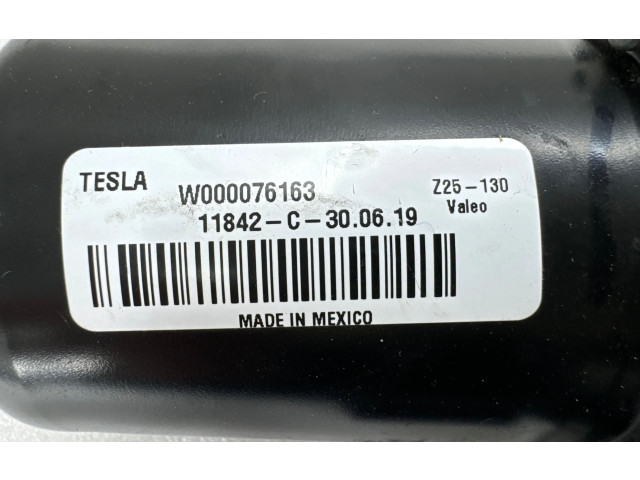 TESLA W000076163 Z25-130
11842-C-30.06.19 Valeo
MADE IN MEXICO